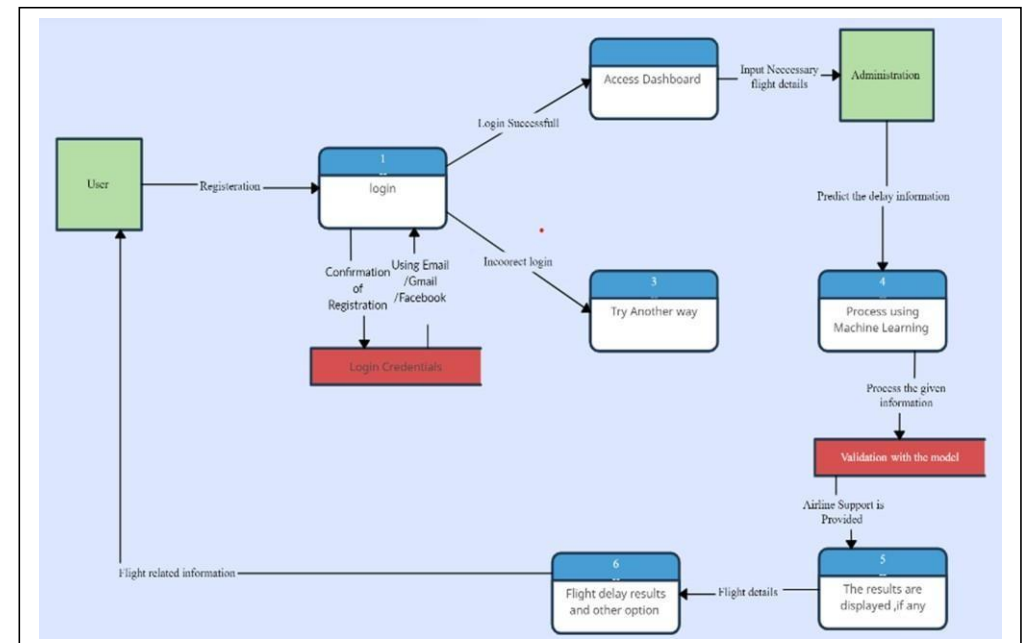 Access Dashboard
Input Neccessary
flight details
Administration
Login Successfull
User
Registeration
1
login
Predict the delay information
Incoorect login
Confirmation
of
Registration
Using Email
/Gmail
/Facebook
3
Try Another way
4
Process using
Machine Learning
Login Credentials
Process the given
information
Validation with the model
Airline Support is
Provided
5
The results are
displayed ,if any
Flight details
6
Flight delay results
and other option
Flight related information